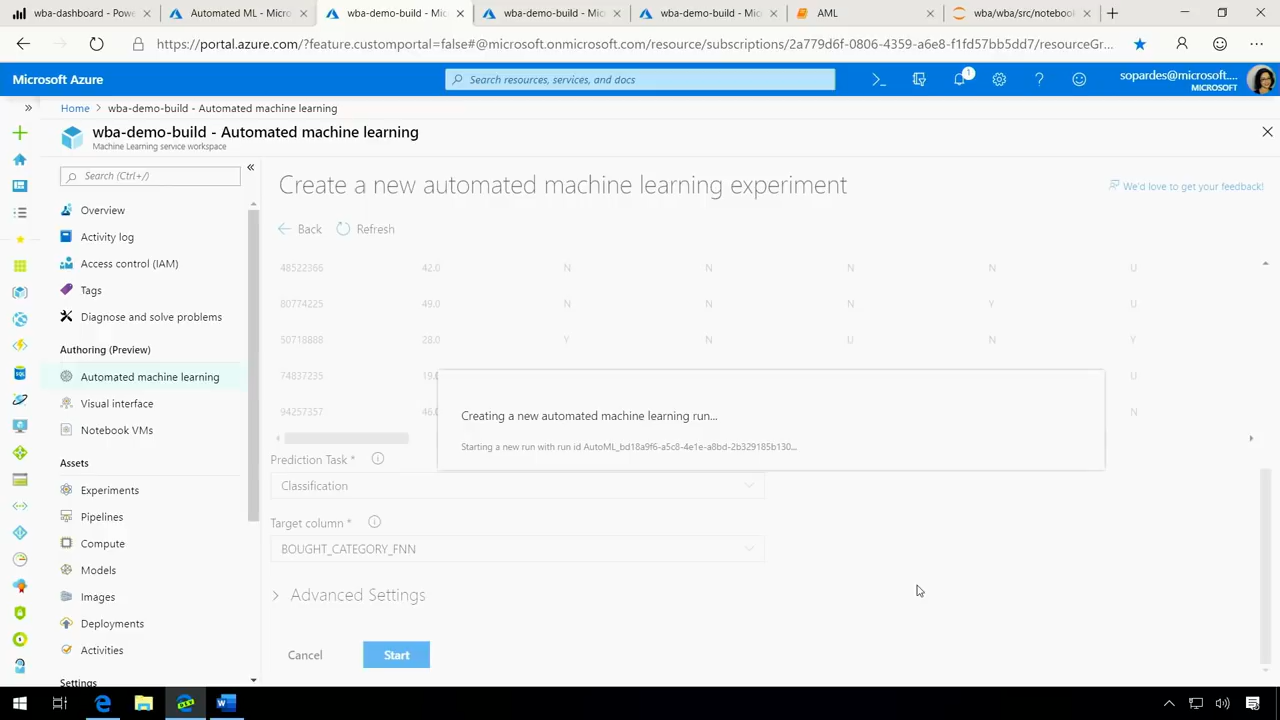 wba-dashboard - Power
Automated ML - Microsoft
wba-demo-build - Mic
wba-demo-build - Micros
wba-demo-build - Micros
AML
wba/wba/src/notebook
https://portal.azure.com/?feature.customportal=false#@microsoft.onmicrosoft.com/resource/subscriptions/2a779d6f-0806-4359-a6e8-f1fd57bb5dd7/resourceGr...
Microsoft Azure
Search resources, services, and docs
1
sopardes@microsoft....
MICROSOFT
Home > wba-demo-build - Automated machine learning
wba-demo-build - Automated machine learning
Machine Learning service workspace
Search (Ctrl+/)
Overview
Activity log
Access control (IAM)
Tags
Diagnose and solve problems
Authoring (Preview)
Automated machine learning
Visual interface
Notebook VMs
Assets
Experiments
Pipelines
Compute
Models
Images
Deployments
Activities
Settings
Create a new automated machine learning experiment
We'd love to get your feedback!
Back
Refresh
48522366 42.0 N N N N U
80774225 49.0 N N N Y U
50718888 28.0 Y N U N Y
74837235 19. U
94257357 46.0 N
Creating a new automated machine learning run...
Starting a new run with run id AutoML_bd18a9f6-a5c8-4e1e-a8bd-2b329185b130...
Prediction Task *
Classification
Target column *
BOUGHT_CATEGORY_FNN
Advanced Settings
Cancel
Start